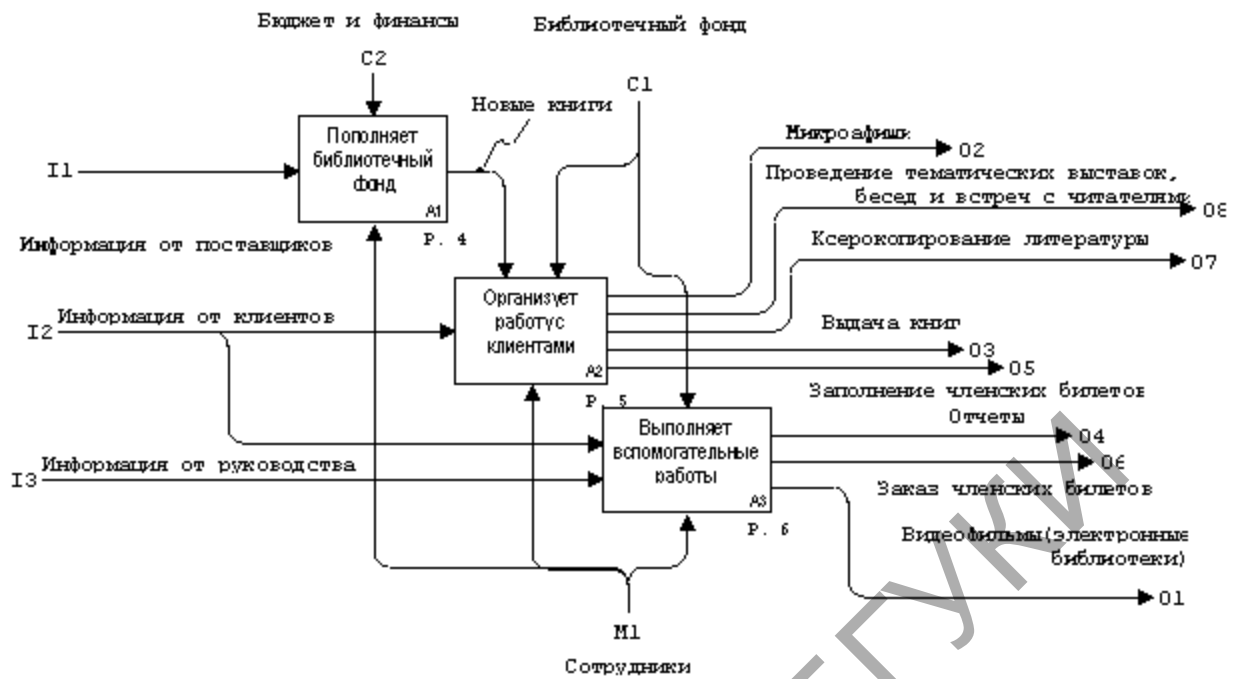 Бюджет и финансы
Библиотечный фонд
C2
C1
Новые книги
Пополняет
библиотечный
фонд
A1
P. 4
I1
Информация от поставщиков
Микроафиши
O2
Проведение тематических выставок,
бесед и встреч с читателями
O8
Ксерокопирование литературы
O7
Организует
работу с
клиентами
A2
P. 5
I2
Информация от клиентов
Выдача книг
O3
O5
Заполнение членских билетов
Отчеты
O4
O6
Выполняет
вспомогательные
работы
A3
P. 6
I3
Информация от руководства
Заказ членских билетов
Видеофильмы(электронные
библиотеки)
O1
M1
Сотрудники
ГУКИ